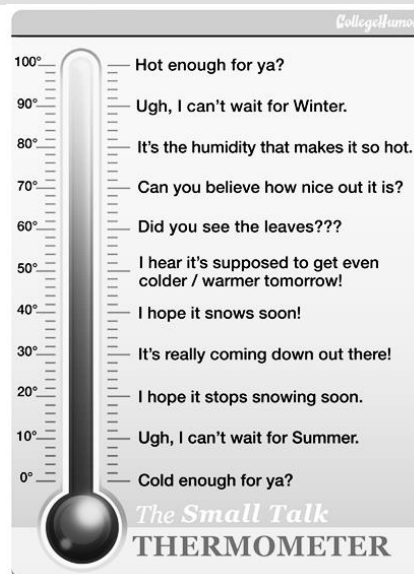 CollegeHumor
100° Hot enough for ya?
90° Ugh, I can't wait for Winter.
80° It's the humidity that makes it so hot.
70° Can you believe how nice out it is?
60° Did you see the leaves???
50° I hear it's supposed to get even
colder / warmer tomorrow!
40° I hope it snows soon!
30° It's really coming down out there!
20° I hope it stops snowing soon.
10° Ugh, I can't wait for Summer.
0° Cold enough for ya?
The Small Talk
THERMOMETER